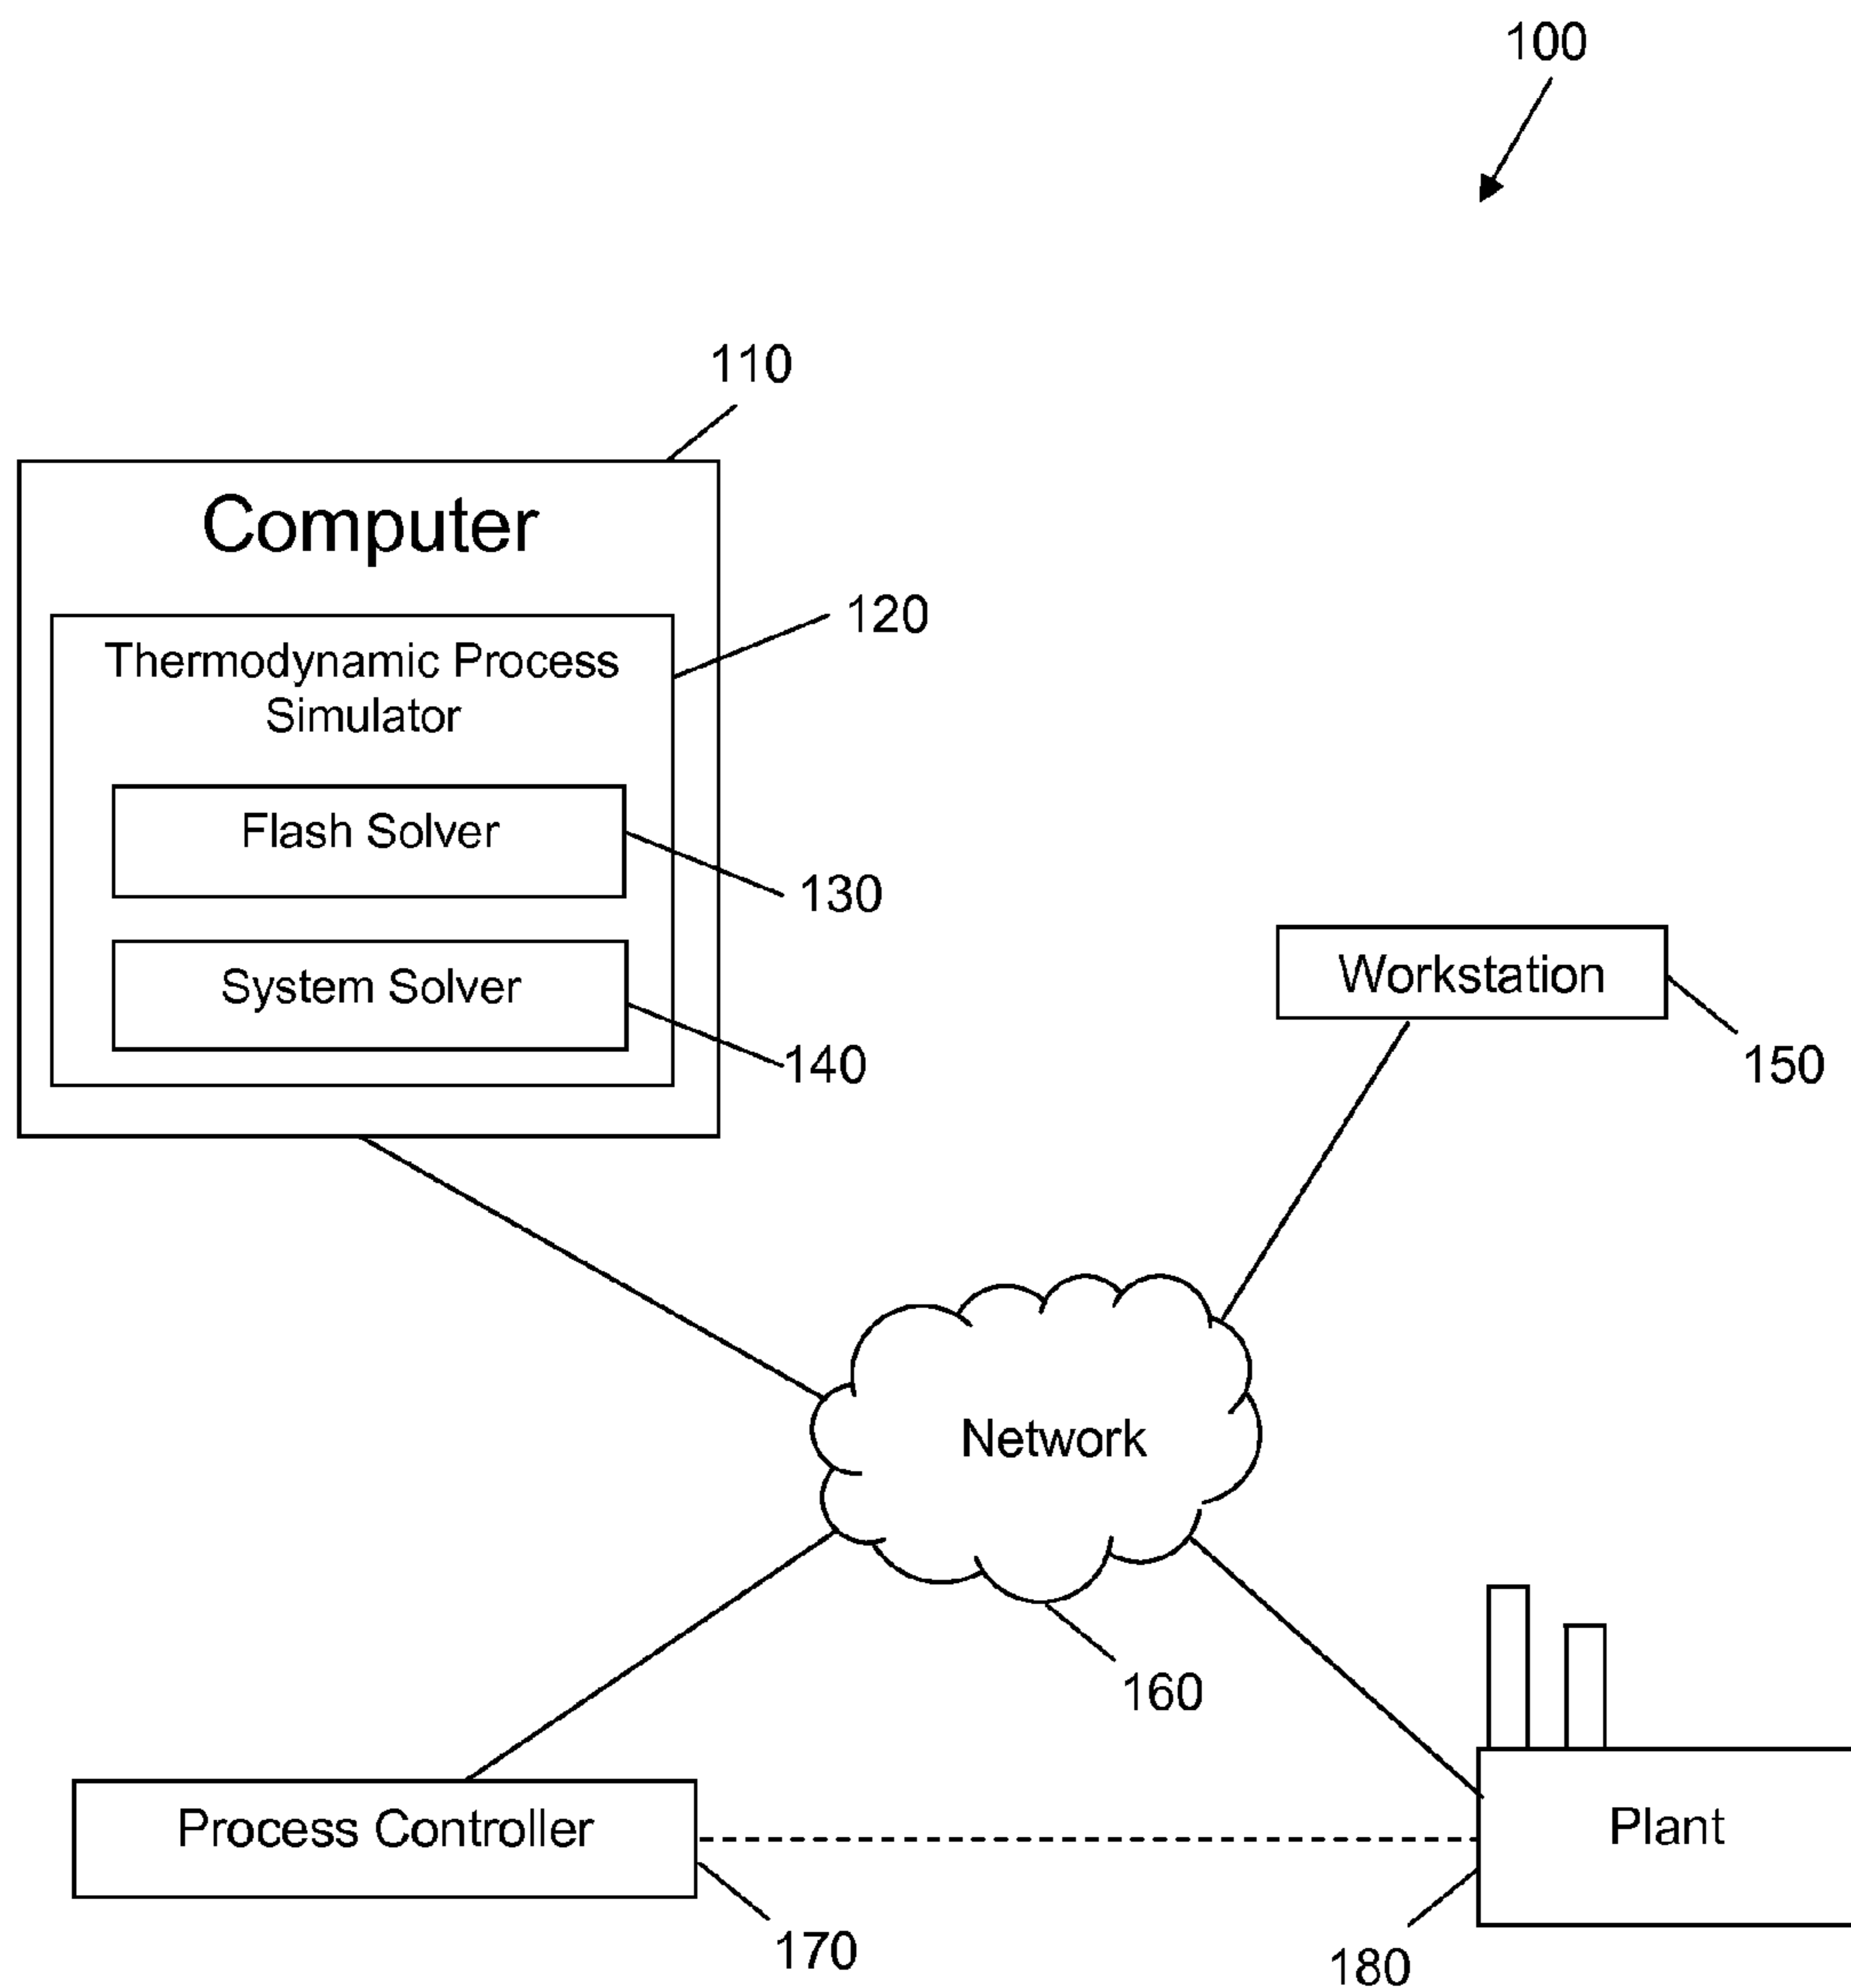 100
110
Computer
120
Thermodynamic Process
Simulator
Flash Solver
130
System Solver
140
Workstation
150
Network
160
Process Controller
170
Plant
180